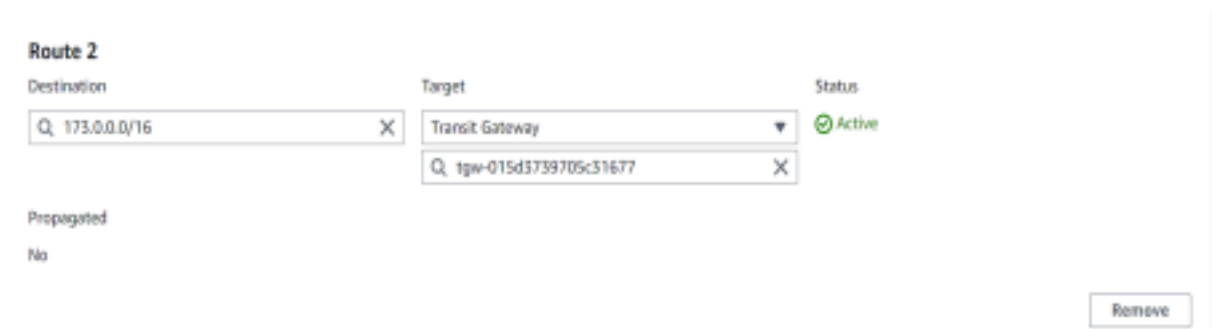 Route 2
Destination Target Status
173.0.0.0/16 Transit Gateway Active
tgw-015d3739705c31677
Propagated
No
Remove